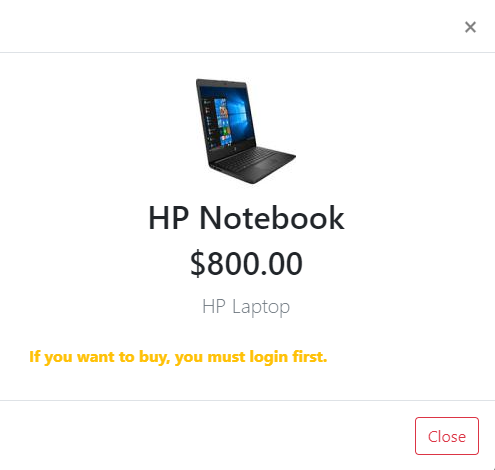 ×
HP Notebook
$800.00
HP Laptop
If you want to buy, you must login first.
Close